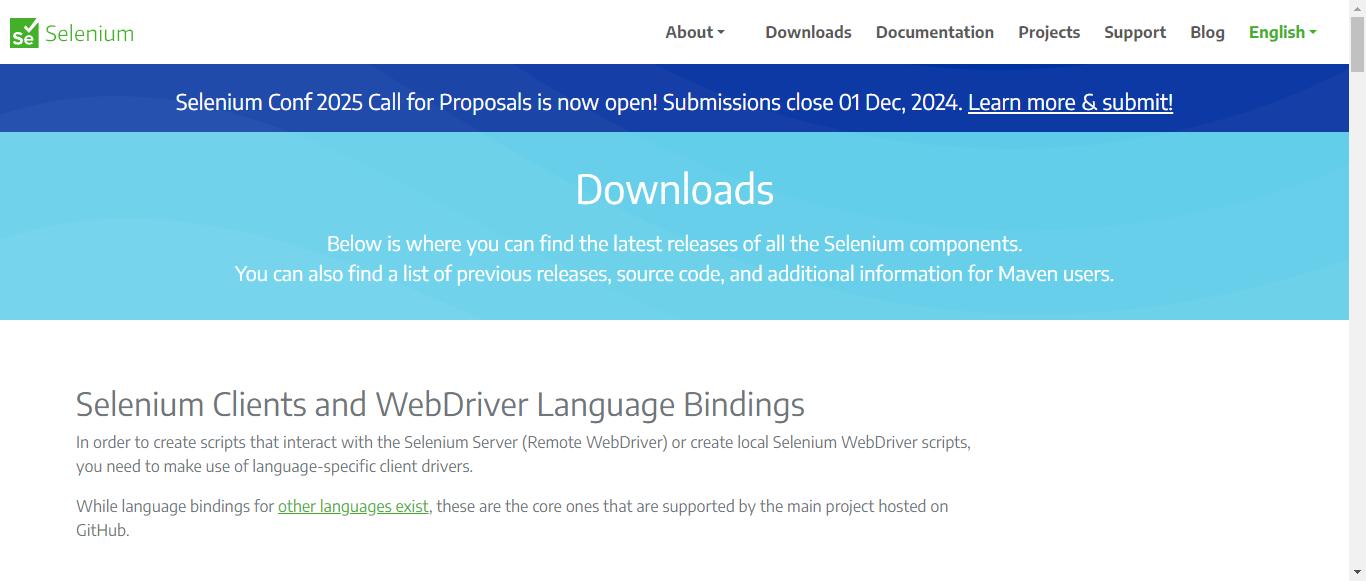 Se Selenium
About Downloads Documentation Projects Support Blog English
Selenium Conf 2025 Call for Proposals is now open! Submissions close 01 Dec, 2024. Learn more & submit!
Downloads
Below is where you can find the latest releases of all the Selenium components.
You can also find a list of previous releases, source code, and additional information for Maven users.
Selenium Clients and WebDriver Language Bindings
In order to create scripts that interact with the Selenium Server (Remote WebDriver) or create local Selenium WebDriver scripts,
you need to make use of language-specific client drivers.
While language bindings for other languages exist, these are the core ones that are supported by the main project hosted on
GitHub.